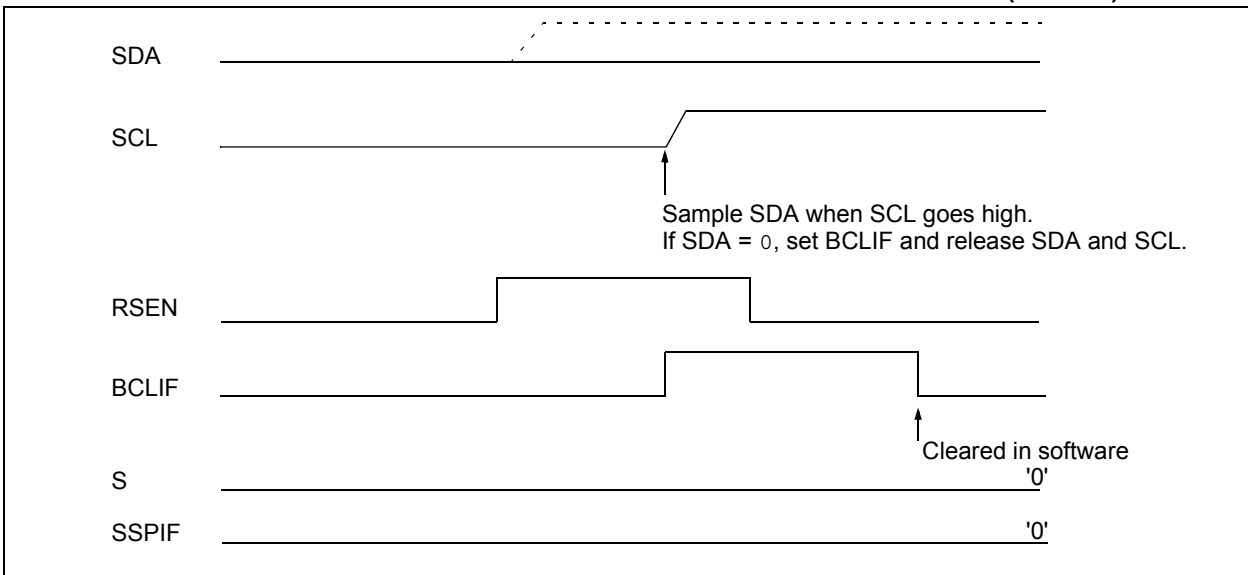 SDA
SCL
Sample SDA when SCL goes high.
If SDA = 0, set BCLIF and release SDA and SCL.
RSEN
BCLIF
Cleared in software
S
'0'
SSPIF
'0'